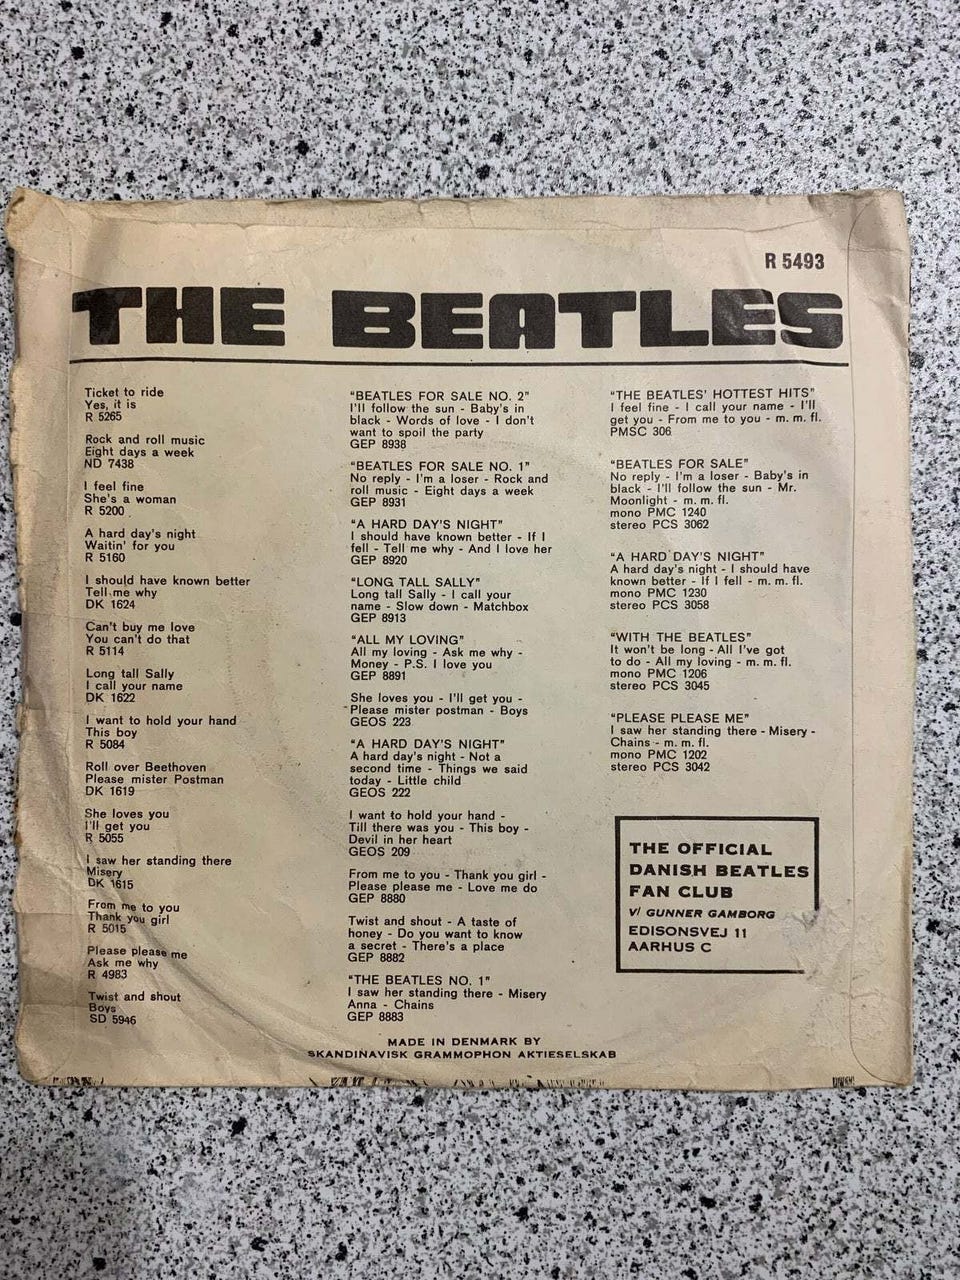 R 5493
THE BEATLES
Ticket to ride
Yes, it is
R 5265
Rock and roll music
Eight days a week
ND 7438
I feel fine
She's a woman
R 5200
A hard day's night
Waitin' for you
R 5160
I should have known better
Tell me why
DK 1624
Can't buy me love
You can't do that
R 5114
Long tall Sally
I call your name
DK 1622
I want to hold your hand
This boy
R 5084
Roll over Beethoven
Please mister Postman
DK 1619
She loves you
I'll get you
R 5055
I saw her standing there
Misery
DK 1615
From me to you
Thank you girl
R 5015
Please please me
Ask me why
R 4983
Twist and shout
Boys
SD 5946
"BEATLES FOR SALE NO. 2"
I'll follow the sun - Baby's in
black - Words of love - I don't
want to spoil the party
GEP 8938
"BEATLES FOR SALE NO. 1"
No reply - I'm a loser - Rock and
roll music - Eight days a week
GEP 8931
"A HARD DAY'S NIGHT"
I should have known better - If I
fell - Tell me why - And I love her
GEP 8920
"LONG TALL SALLY"
Long tall Sally - I call your
name - Slow down - Matchbox
GEP 8913
"ALL MY LOVING"
All my loving - Ask me why -
Money - P.S. I love you
GEP 8891
She loves you - I'll get you -
Please mister postman - Boys
GEOS 223
"A HARD DAY'S NIGHT"
A hard day's night - Not a
second time - Things we said
today - Little child
GEOS 222
I want to hold your hand -
Till there was you - This boy -
Devil in her heart
GEOS 209
From me to you - Thank you girl -
Please please me - Love me do
GEP 8880
Twist and shout - A taste of
honey - Do you want to know
a secret - There's a place
GEP 8882
"THE BEATLES NO. 1"
I saw her standing there - Misery
Anna - Chains
GEP 8883
"THE BEATLES' HOTTEST HITS"
I feel fine - I call your name - I'll
get you - From me to you - m. m. fl.
PMSC 306
"BEATLES FOR SALE"
No reply - I'm a loser - Baby's in
black - I'll follow the sun - Mr.
Moonlight - m. m. fl.
mono PMC 1240
stereo PCS 3062
"A HARD DAY'S NIGHT"
A hard day's night - I should have
known better - If I fell - m. m. fl.
mono PMC 1230
stereo PCS 3058
"WITH THE BEATLES"
It won't be long - All I've got
to do - All my loving - m. m. fl.
mono PMC 1206
stereo PCS 3045
"PLEASE PLEASE ME"
I saw her standing there - Misery -
Chains - m. m. fl.
mono PMC 1202
stereo PCS 3042
THE OFFICIAL
DANISH BEATLES
FAN CLUB
V/ GUNNER GAMBORG
EDISONSVEJ 11
AARHUS C
MADE IN DENMARK BY
SKANDINAVISK GRAMMOPHON AKTIESELSKAB